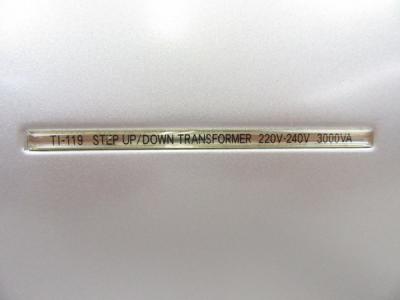 TI-119 STEP UP/DOWN TRANSFORMER 220V-240V 3000VA